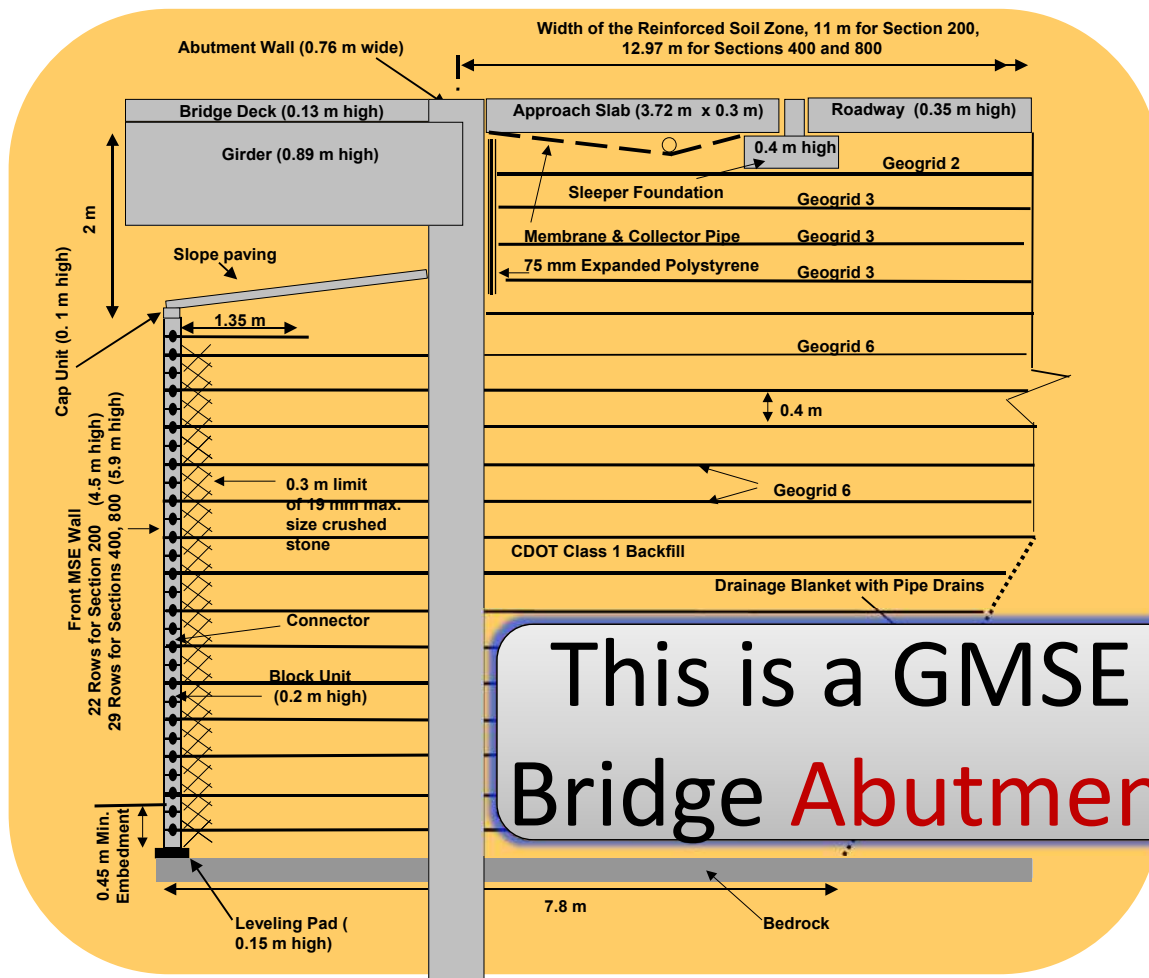 Width of the Reinforced Soil Zone, 11 m for Section 200,
12.97 m for Sections 400 and 800
Abutment Wall (0.76 m wide)
Bridge Deck (0.13 m high)
Approach Slab (3.72 m x 0.3 m)
Roadway (0.35 m high)
Girder (0.89 m high)
0.4 m high
Geogrid 2
Sleeper Foundation
Geogrid 3
2 m
Membrane & Collector Pipe
Geogrid 3
Slope paving
75 mm Expanded Polystyrene
Geogrid 3
Cap Unit (0. 1 m high)
1.35 m
Geogrid 6
0.4 m
0.3 m limit
of 19 mm max.
size crushed
stone
Geogrid 6
Front MSE Wall
22 Rows for Section 200 (4.5 m high)
29 Rows for Sections 400, 800 (5.9 m high)
CDOT Class 1 Backfill
Drainage Blanket with Pipe Drains
Connector
Block Unit
(0.2 m high)
This is a GMSE
Bridge Abutmen
0.45 m Min.
Embedment
7.8 m
Leveling Pad (
0.15 m high)
Bedrock